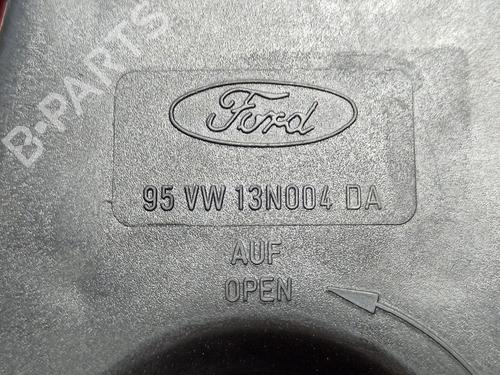 B-PARTS
Ford
95 VW 13N004 DA
AUF
OPEN